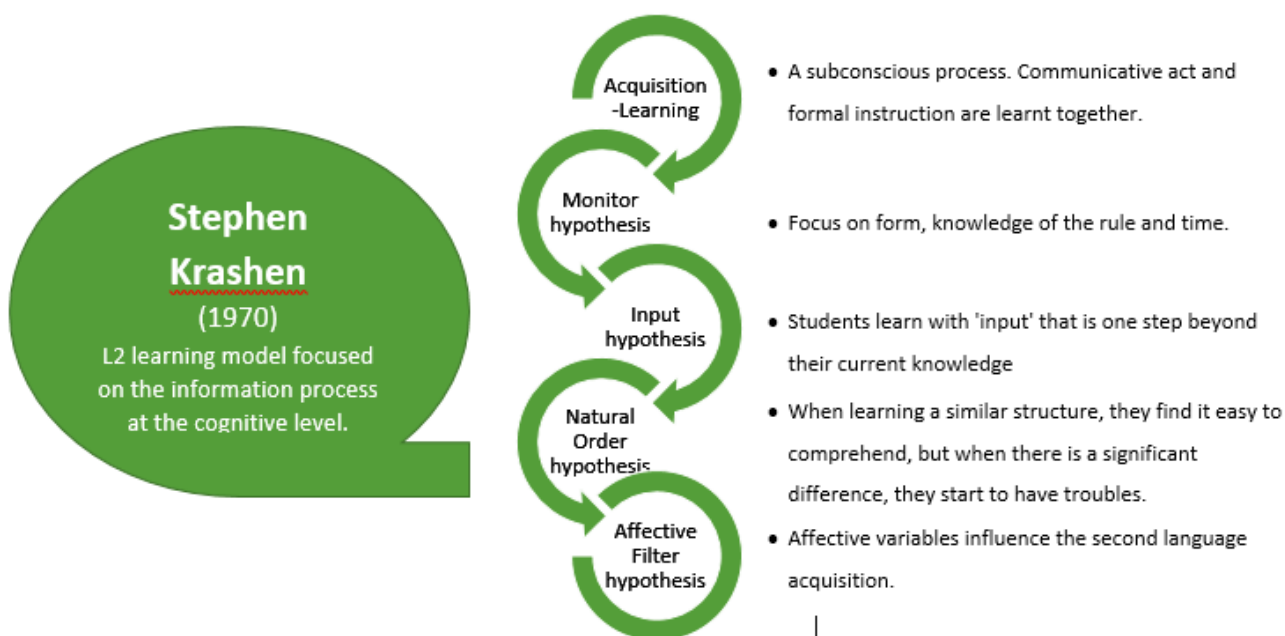 Stephen
Krashen
(1970)
L2 learning model focused
on the information process
at the cognitive level.
Acquisition
-Learning
• A subconscious process. Communicative act and
formal instruction are learnt together.
Monitor
hypothesis
• Focus on form, knowledge of the rule and time.
Input
hypothesis
• Students learn with 'input' that is one step beyond
their current knowledge
Natural
Order
hypothesis
• When learning a similar structure, they find it easy to
comprehend, but when there is a significant
difference, they start to have troubles.
Affective
Filter
hypothesis
• Affective variables influence the second language
acquisition.